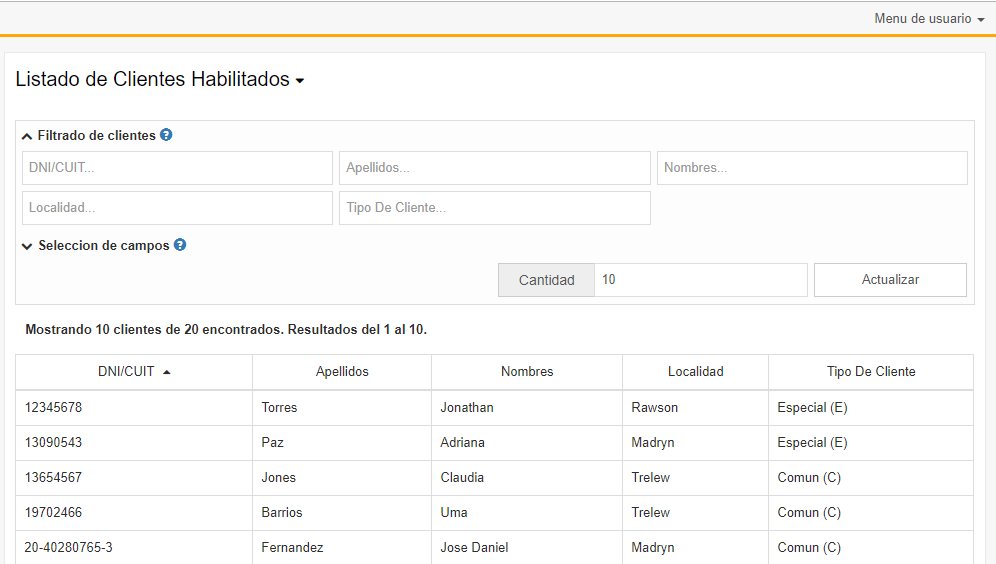 Menu de usuario
Listado de Clientes Habilitados
Filtrado de clientes
DNI/CUIT... Apellidos... Nombres...
Localidad... Tipo De Cliente...
Seleccion de campos
Cantidad 10 Actualizar
Mostrando 10 clientes de 20 encontrados. Resultados del 1 al 10.
DNI/CUIT Apellidos Nombres Localidad Tipo De Cliente
12345678 Torres Jonathan Rawson Especial (E)
13090543 Paz Adriana Madryn Especial (E)
13654567 Jones Claudia Trelew Comun (C)
19702466 Barrios Uma Trelew Comun (C)
20-40280765-3 Fernandez Jose Daniel Madryn Comun (C)